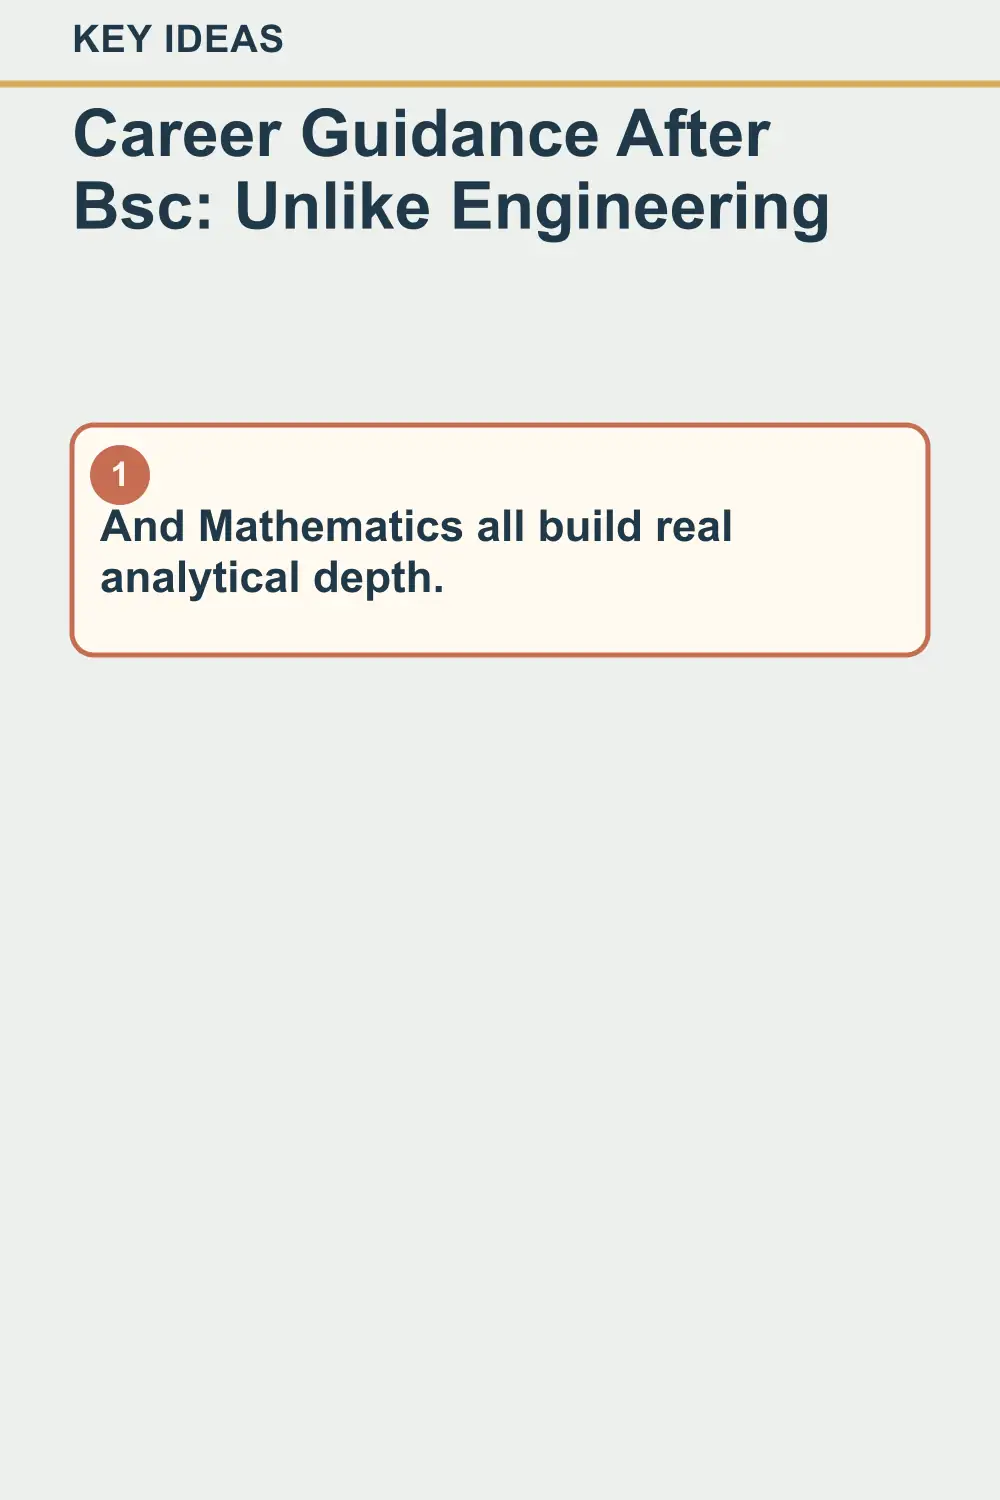 KEY IDEAS
Career Guidance After
Bsc: Unlike Engineering
1
And Mathematics all build real
analytical depth.